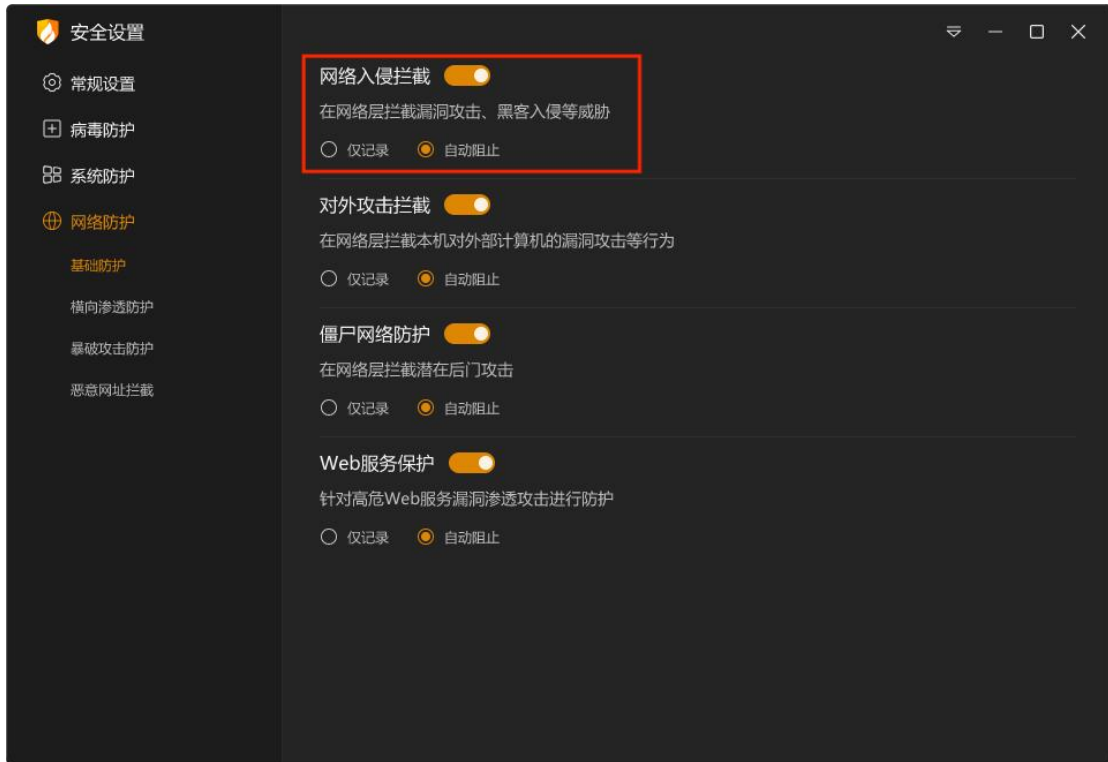 安全设置
常规设置
病毒防护
系统防护
网络防护
基础防护
横向渗透防护
暴破攻击防护
恶意网址拦截
网络入侵拦截
在网络层拦截漏洞攻击、黑客入侵等威胁
仅记录 自动阻止
对外攻击拦截
在网络层拦截本机对外部计算机的漏洞攻击等行为
仅记录 自动阻止
僵尸网络防护
在网络层拦截潜在后门攻击
仅记录 自动阻止
Web服务保护
针对高危Web服务漏洞渗透攻击进行防护
仅记录 自动阻止